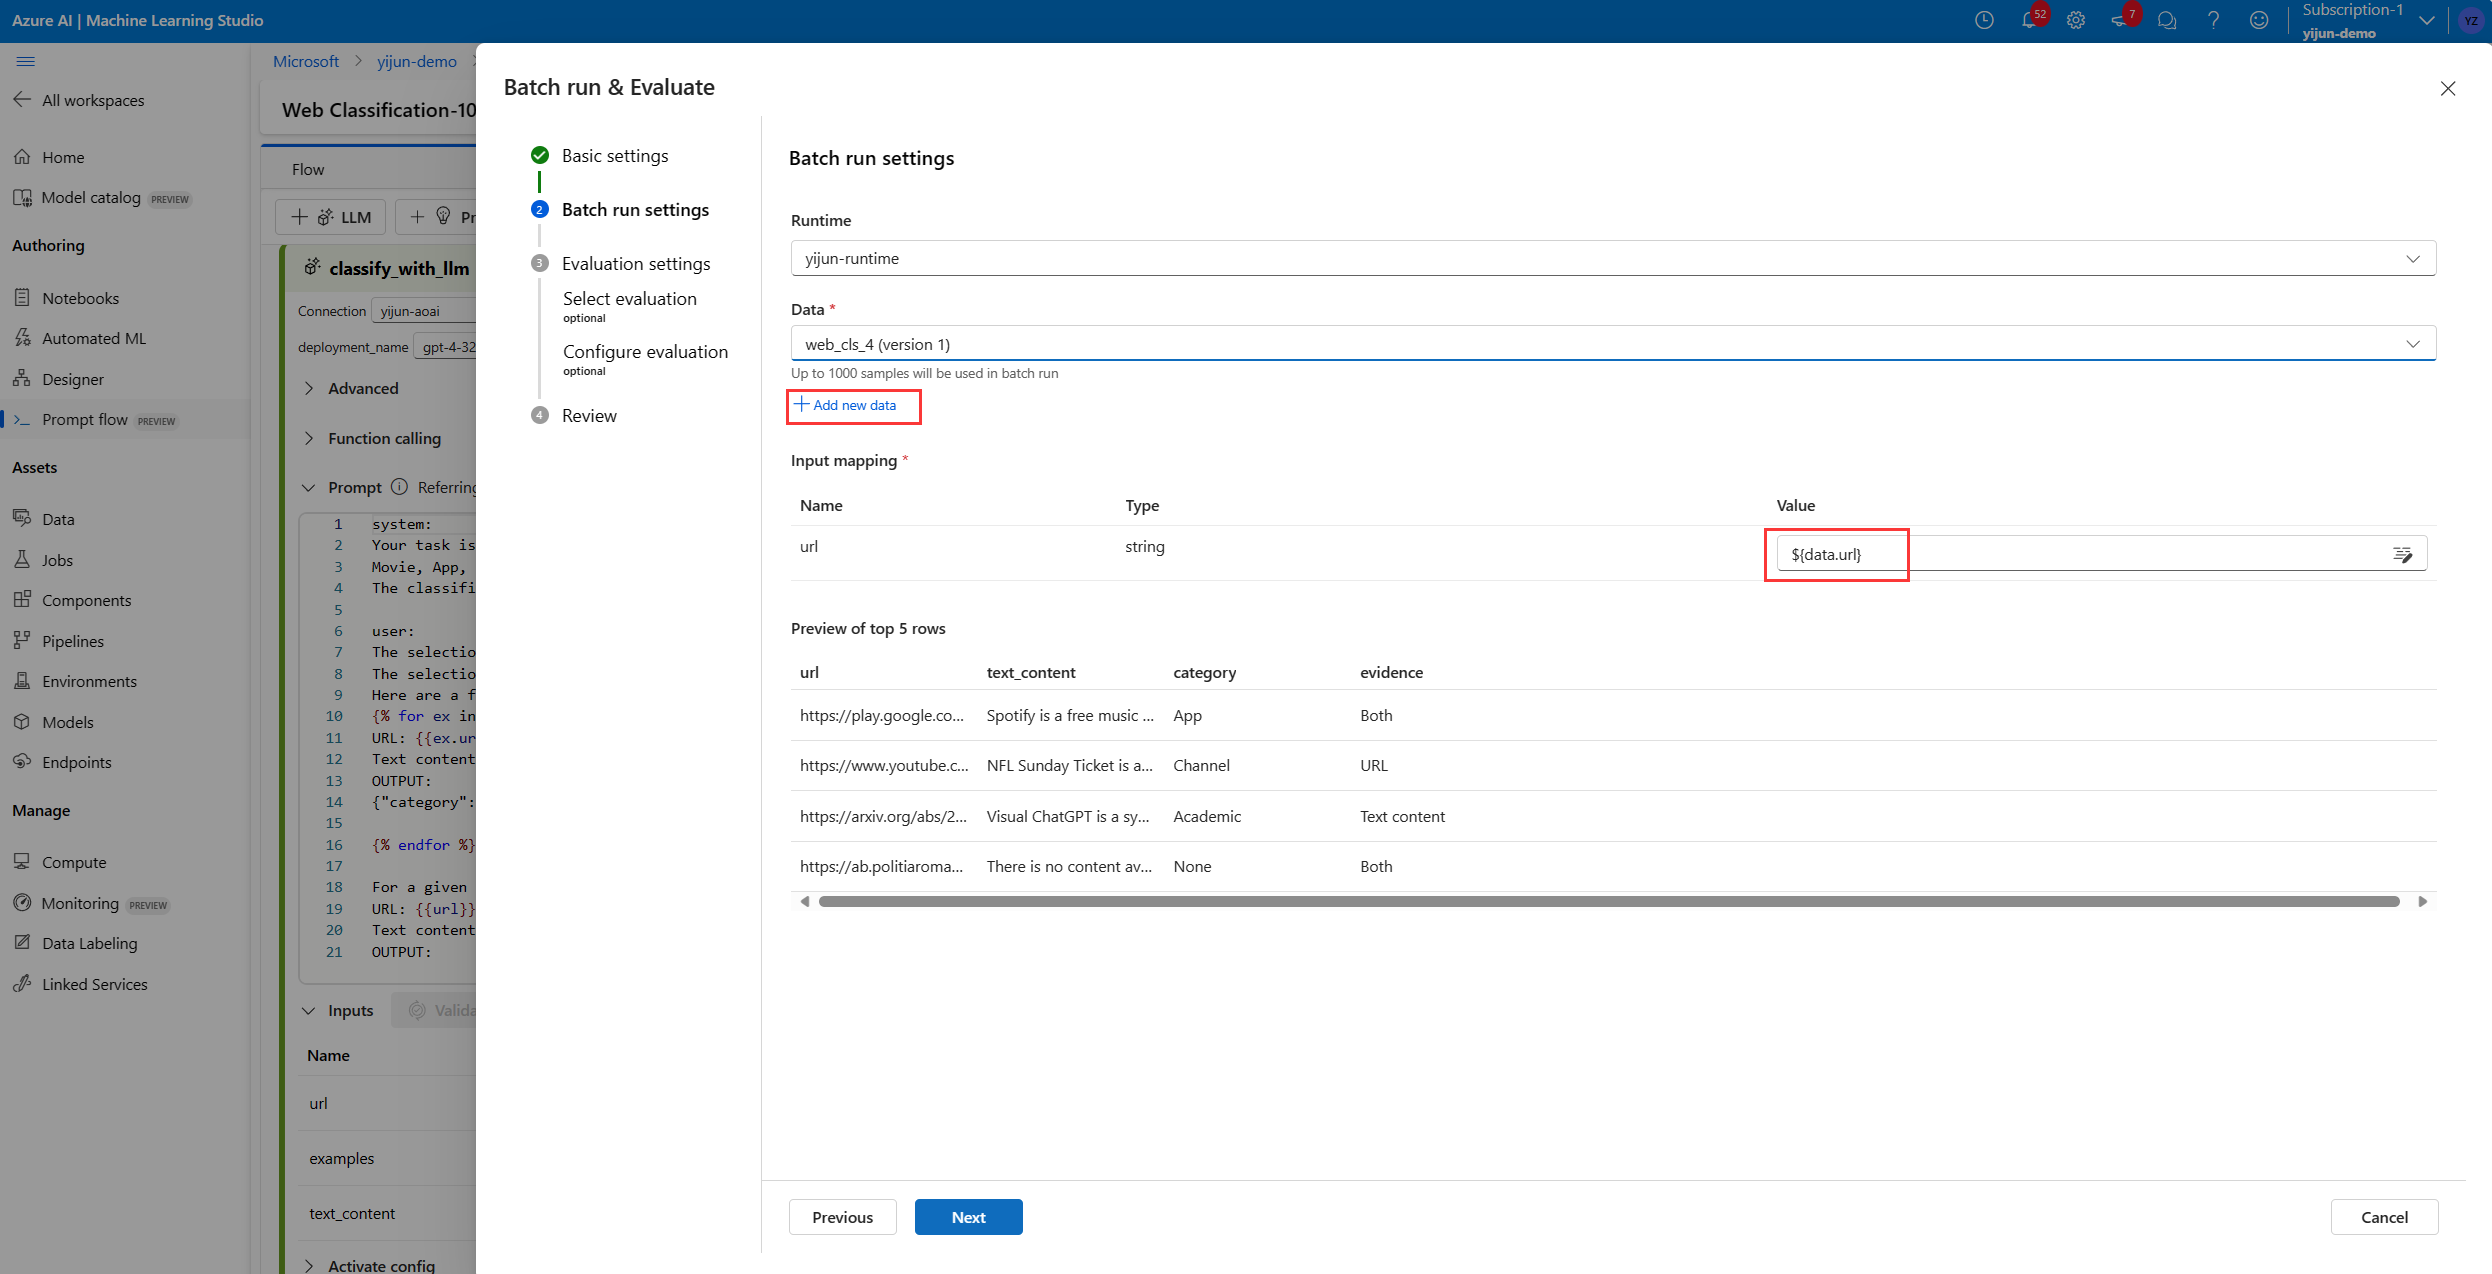 Azure AI | Machine Learning Studio
52
7
Subscription-1
yijun-demo
YZ
All workspaces
Home
Model catalog PREVIEW
Authoring
Notebooks
Automated ML
Designer
Prompt flow PREVIEW
Assets
Data
Jobs
Components
Pipelines
Environments
Models
Endpoints
Manage
Compute
Monitoring PREVIEW
Data Labeling
Linked Services
Microsoft > yijun-demo >
Web Classification-10
Flow
+ LLM + Pr
classify_with_llm
Connection yijun-aoai
deployment_name gpt-4-32
Advanced
Function calling
Prompt Referring
1 system:
2 Your task is
3 Movie, App,
4 The classifi
5
6 user:
7 The selectio
8 The selectio
9 Here are a f
10 {% for ex in
11 URL: {{ex.ur
12 Text content
13 OUTPUT:
14 {"category":
15
16 {% endfor %}
17
18 For a given
19 URL: {{url}}
20 Text content
21 OUTPUT:
Inputs Valida
Name
url
examples
text_content
Activate config
Batch run & Evaluate
Basic settings
2 Batch run settings
3 Evaluation settings
Select evaluation
optional
Configure evaluation
optional
4 Review
Batch run settings
Runtime
yijun-runtime
Data *
web_cls_4 (version 1)
Up to 1000 samples will be used in batch run
+ Add new data
Input mapping *
Name Type Value
url string ${data.url}
Preview of top 5 rows
url text_content category evidence
https://play.google.co... Spotify is a free music ... App Both
https://www.youtube.c... NFL Sunday Ticket is a... Channel URL
https://arxiv.org/abs/2... Visual ChatGPT is a sy... Academic Text content
https://ab.politiaroma... There is no content av... None Both
Previous Next Cancel